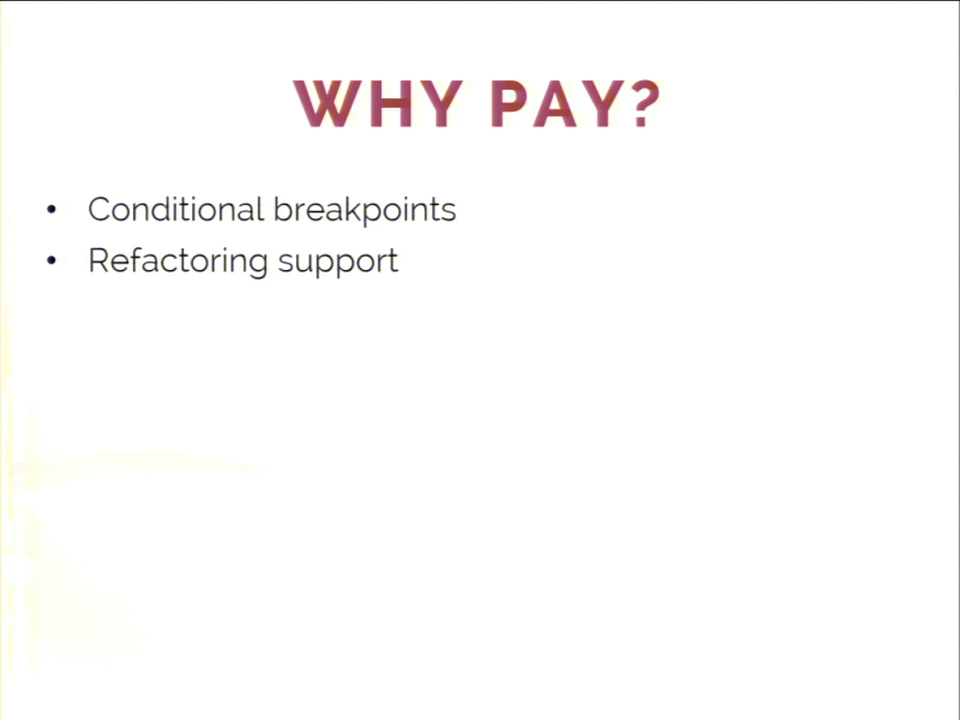 WHY PAY?
• Conditional breakpoints
• Refactoring support